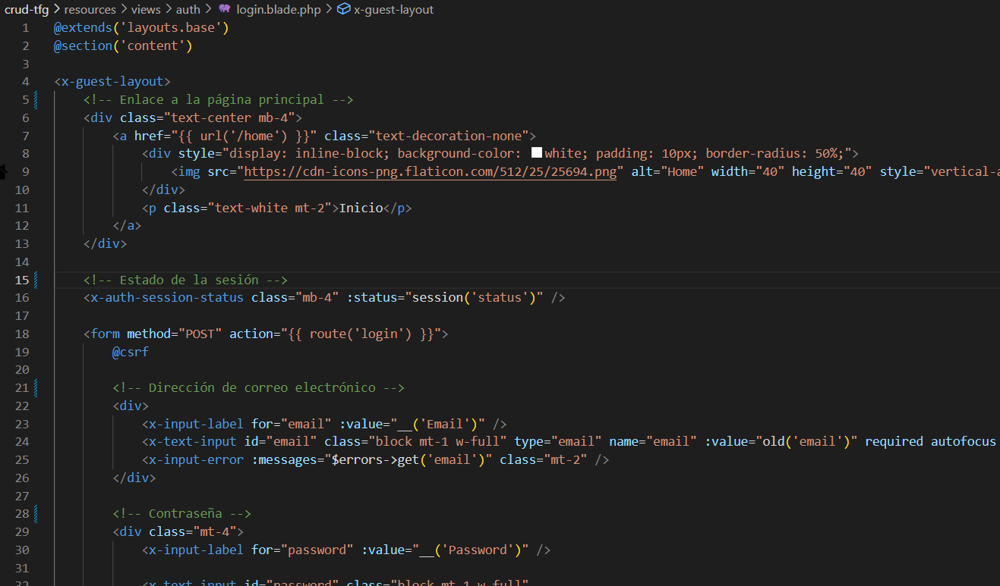 crud-tfg > resources > views > auth > login.blade.php > x-guest-layout
1 @extends('layouts.base')
2 @section('content')
3
4 <x-guest-layout>
5 <!-- Enlace a la página principal -->
6 <div class="text-center mb-4">
7 <a href="{{ url('/home') }}" class="text-decoration-none">
8 <div style="display: inline-block; background-color: white; padding: 10px; border-radius: 50%;">
9 <img src="https://cdn-icons-png.flaticon.com/512/25/25694.png" alt="Home" width="40" height="40" style="vertical-a
10 </div>
11 <p class="text-white mt-2">Inicio</p>
12 </a>
13 </div>
14
15 <!-- Estado de la sesión -->
16 <x-auth-session-status class="mb-4" :status="session('status')" />
17
18 <form method="POST" action="{{ route('login') }}">
19 @csrf
20
21 <!-- Dirección de correo electrónico -->
22 <div>
23 <x-input-label for="email" :value="__('Email')" />
24 <x-text-input id="email" class="block mt-1 w-full" type="email" name="email" :value="old('email')" required autofocus
25 <x-input-error :messages="$errors->get('email')" class="mt-2" />
26 </div>
27
28 <!-- Contraseña -->
29 <div class="mt-4">
30 <x-input-label for="password" :value="__('Password')" />
31
32 <x-text-input id="password" class="block mt-1 w-full"